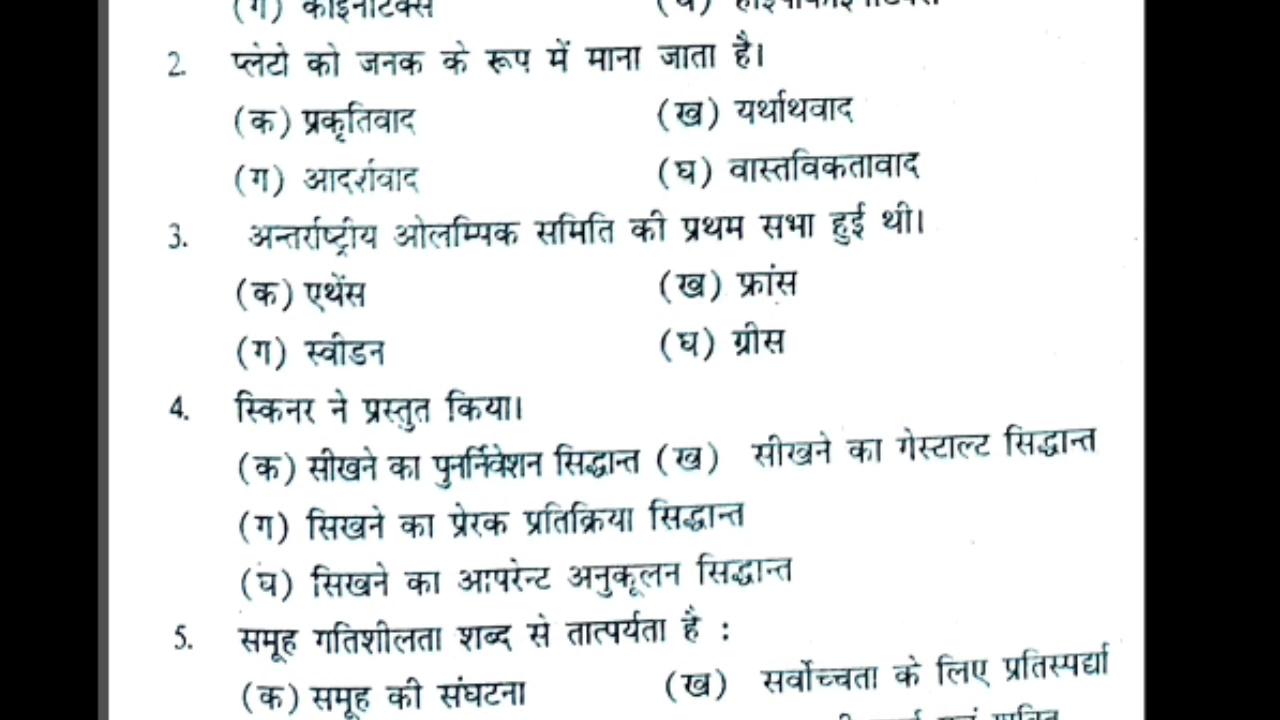 (ग) काइनेटिक्स
2. प्लेटो को जनक के रूप में माना जाता है।
(क) प्रकृतिवाद (ख) यर्थाथवाद
(ग) आदर्शवाद (घ) वास्तविकतावाद
3. अन्तर्राष्ट्रीय ओलम्पिक समिति की प्रथम सभा हुई थी।
(क) एथेंस (ख) फ्रांस
(ग) स्वीडन (घ) ग्रीस
4. स्किनर ने प्रस्तुत किया।
(क) सीखने का पुनर्निवेशन सिद्धान्त (ख) सीखने का गेस्टाल्ट सिद्धान्त
(ग) सिखने का प्रेरक प्रतिक्रिया सिद्धान्त
(घ) सिखने का आपरेन्ट अनुकूलन सिद्धान्त
5. समूह गतिशीलता शब्द से तात्पर्यता है :
(क) समूह की संघटना (ख) सर्वोच्चता के लिए प्रतिस्पर्द्या